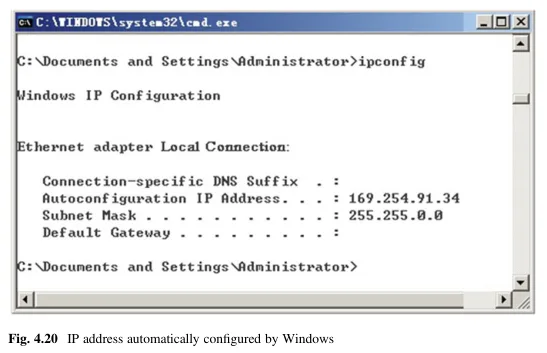 C:\WINDOWS\system32\cmd.exe
C:\Documents and Settings\Administrator>ipconfig
Windows IP Configuration
Ethernet adapter Local Connection:
Connection-specific DNS Suffix . :
Autoconfiguration IP Address. . . : 169.254.91.34
Subnet Mask . . . . . . . . . . . : 255.255.0.0
Default Gateway . . . . . . . . . :
C:\Documents and Settings\Administrator>
Fig. 4.20 IP address automatically configured by Windows